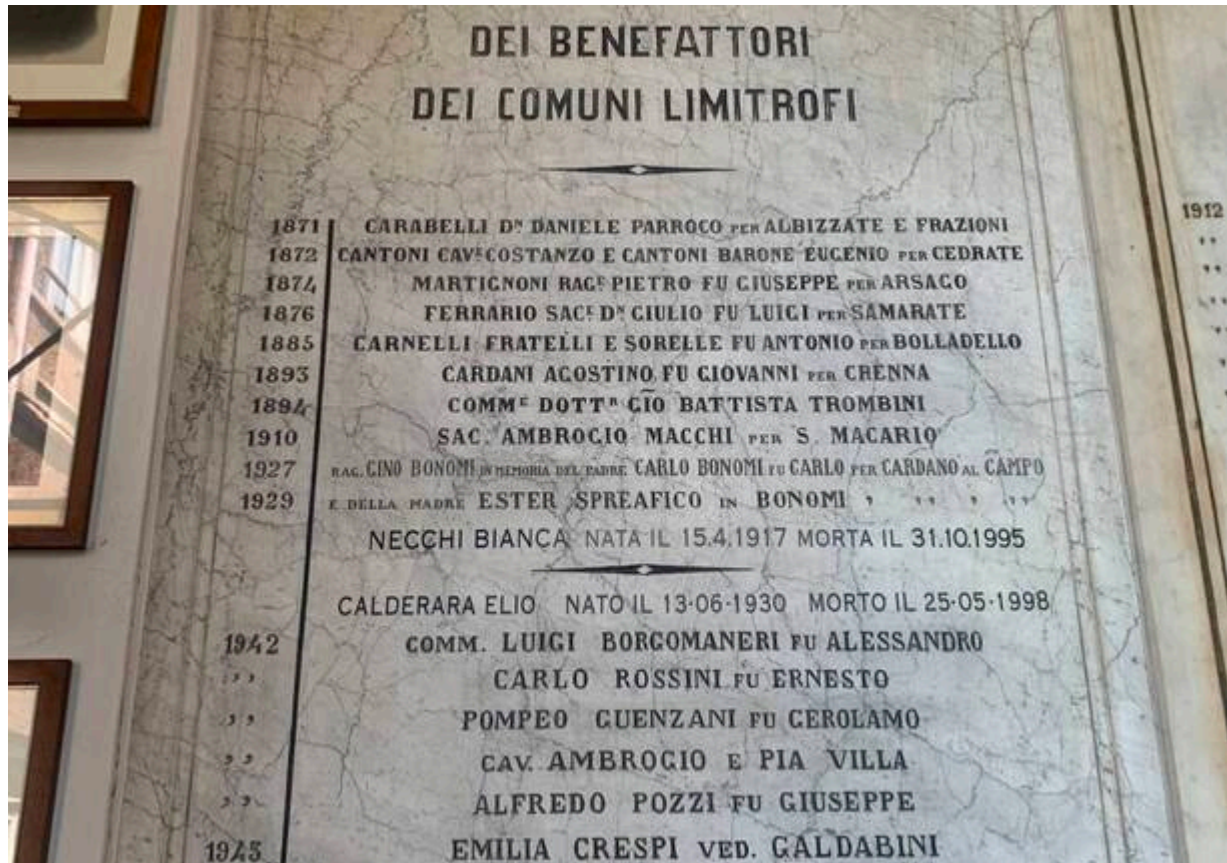 DEI BENEFATTORI
DEI COMUNI LIMITROFI
1871 CARABELLI Dᴺ DANIELE PARROCO PER ALBIZZATE E FRAZIONI
1872 CANTONI CAVᴱ COSTANZO E CANTONI BARONE EUGENIO PER CEDRATE
1874 MARTIGNONI RAGᴱ PIETRO FU GIUSEPPE PER ARSAGO
1876 FERRARIO SACᴱ Dᴺ GIULIO FU LUIGI PER SAMARATE
1885 CARNELLI FRATELLI E SORELLE FU ANTONIO PER BOLLADELLO
1893 CARDANI AGOSTINO FU GIOVANNI PER CRENNA
1894 COMMᴱ DOTTᴿ GIO BATTISTA TROMBINI
1910 SAC. AMBROGIO MACCHI PER S. MACARIO
1927 RAG. GINO BONOMI IN MEMORIA DEL PADRE CARLO BONOMI FU CARLO PER CARDANO AL CAMPO
1929 E DELLA MADRE ESTER SPREAFICO IN BONOMI , ,, , ,,
NECCHI BIANCA NATA IL 15.4.1917 MORTA IL 31.10.1995
CALDERARA ELIO NATO IL 13·06·1930 MORTO IL 25·05·1998
1942 COMM. LUIGI BORGOMANERI FU ALESSANDRO
,, CARLO ROSSINI FU ERNESTO
,, POMPEO GUENZANI FU GEROLAMO
,, CAV. AMBROGIO E PIA VILLA
,, ALFREDO POZZI FU GIUSEPPE
1943 EMILIA CRESPI VED. GALDABINI
1912
,,
,,
,,